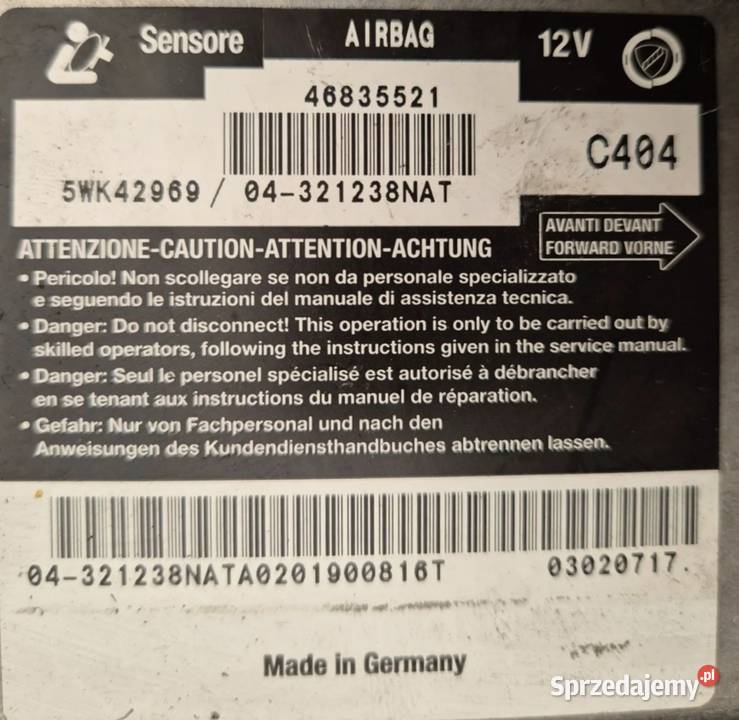 Sensore AIRBAG 12V
46835521
C404
5WK42969 / 04-321238NAT
AVANTI DEVANT
FORWARD VORNE
ATTENZIONE-CAUTION-ATTENTION-ACHTUNG
• Pericolo! Non scollegare se non da personale specializzato
e seguendo le istruzioni del manuale di assistenza tecnica.
• Danger: Do not disconnect! This operation is only to be carried out by
skilled operators, following the instructions given in the service manual.
• Danger: Seul le personel spécialisé est autorisé à débrancher
en se tenant aux instructions du manuel de réparation.
• Gefahr: Nur von Fachpersonal und nach den
Anweisungen des Kundendiensthandbuches abtrennen lassen.
04-321238NATA0201900816T 03020717.
Made in Germany
Sprzedajemy.pl